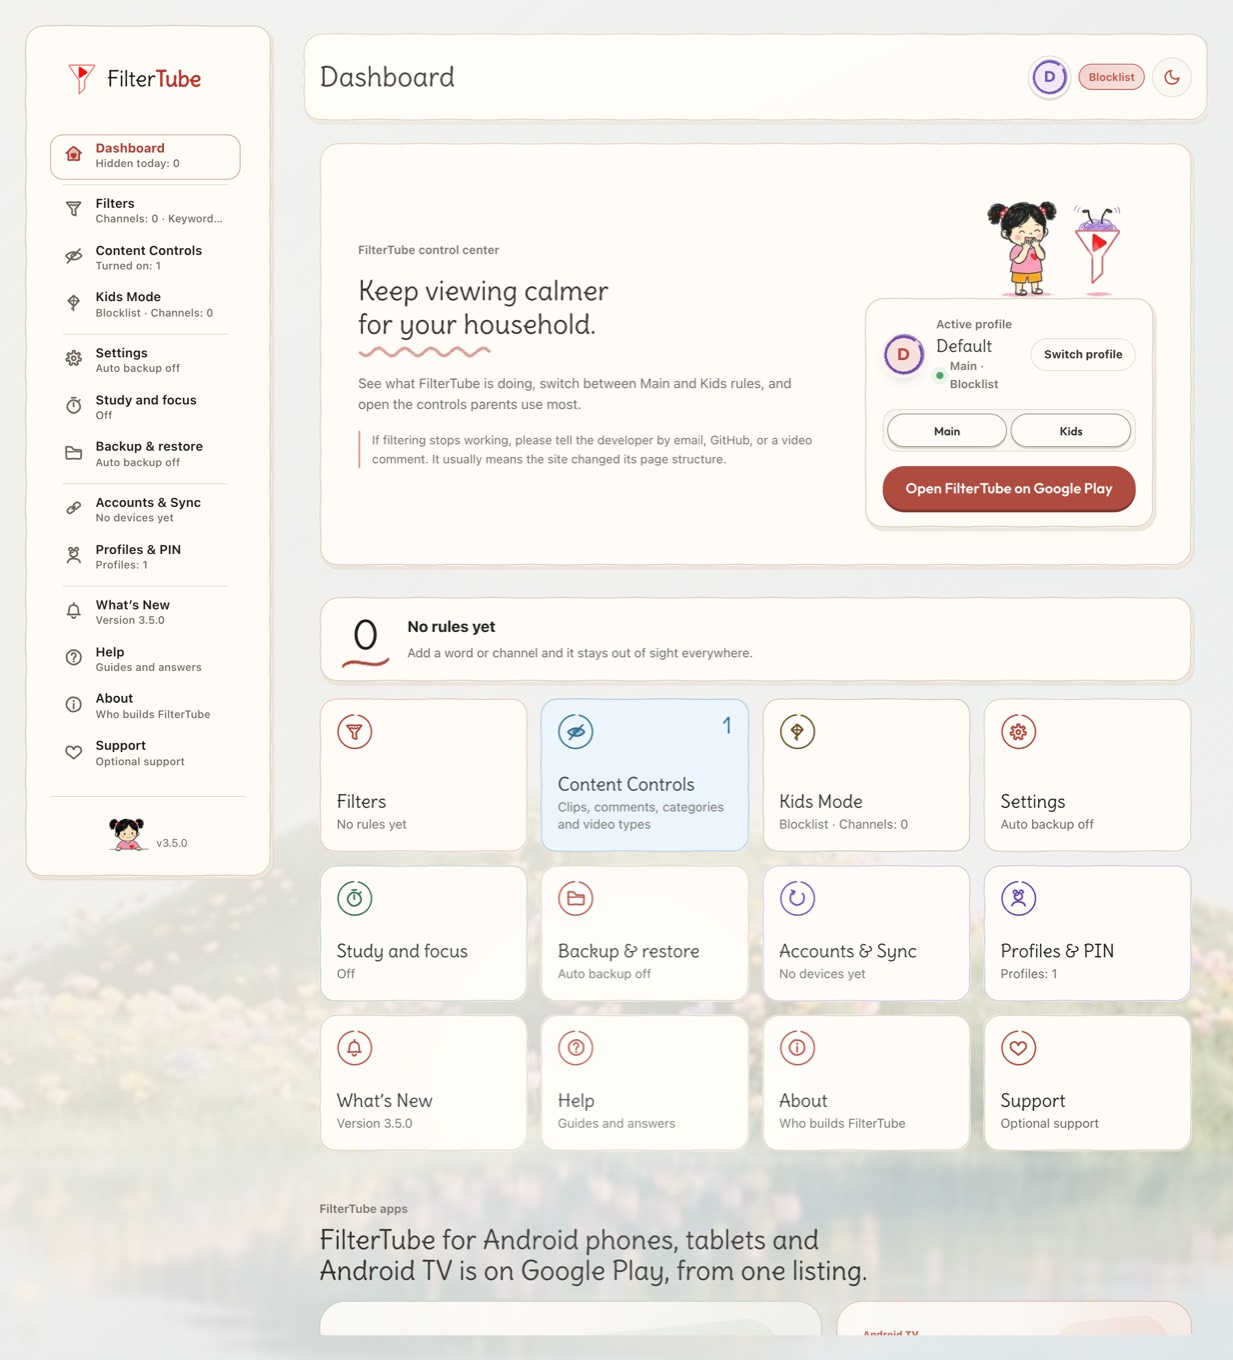 FilterTube
Dashboard
Hidden today: 0
Filters
Channels: 0 · Keyword...
Content Controls
Turned on: 1
Kids Mode
Blocklist · Channels: 0
Settings
Auto backup off
Study and focus
Off
Backup & restore
Auto backup off
Accounts & Sync
No devices yet
Profiles & PIN
Profiles: 1
What's New
Version 3.5.0
Help
Guides and answers
About
Who builds FilterTube
Support
Optional support
v3.5.0
Dashboard
D
Blocklist
FilterTube control center
Keep viewing calmer
for your household.
See what FilterTube is doing, switch between Main and Kids rules, and
open the controls parents use most.
If filtering stops working, please tell the developer by email, GitHub, or a video
comment. It usually means the site changed its page structure.
Active profile
D
Default
Main ·
Blocklist
Switch profile
Main
Kids
Open FilterTube on Google Play
0
No rules yet
Add a word or channel and it stays out of sight everywhere.
Filters
No rules yet
1
Content Controls
Clips, comments, categories
and video types
Kids Mode
Blocklist · Channels: 0
Settings
Auto backup off
Study and focus
Off
Backup & restore
Auto backup off
Accounts & Sync
No devices yet
Profiles & PIN
Profiles: 1
What's New
Version 3.5.0
Help
Guides and answers
About
Who builds FilterTube
Support
Optional support
FilterTube apps
FilterTube for Android phones, tablets and
Android TV is on Google Play, from one listing.
Android TV